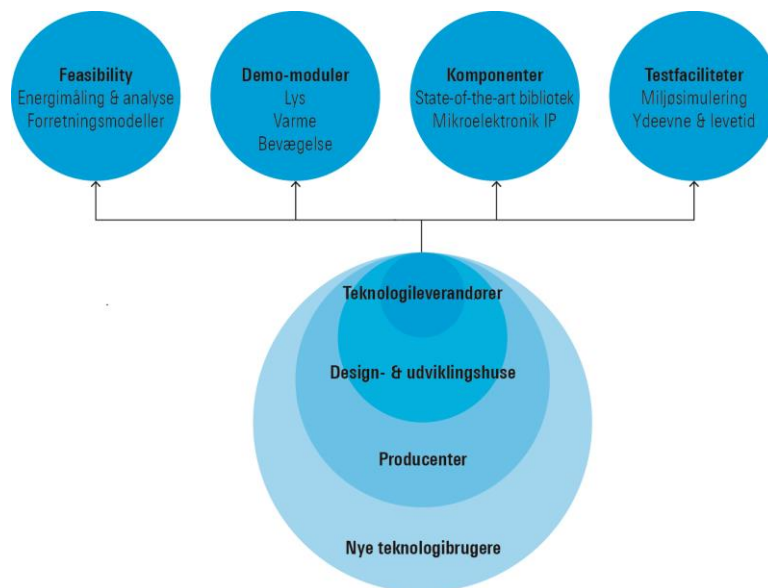 Feasibility
Energimåling & analyse
Forretningsmodeller
Demo-moduler
Lys
Varme
Bevægelse
Komponenter
State-of-the-art bibliotek
Mikroelektronik IP
Testfaciliteter
Miljøsimulering
Ydeevne & levetid
Teknologileverandører
Design- & udviklingshuse
Producenter
Nye teknologibrugere